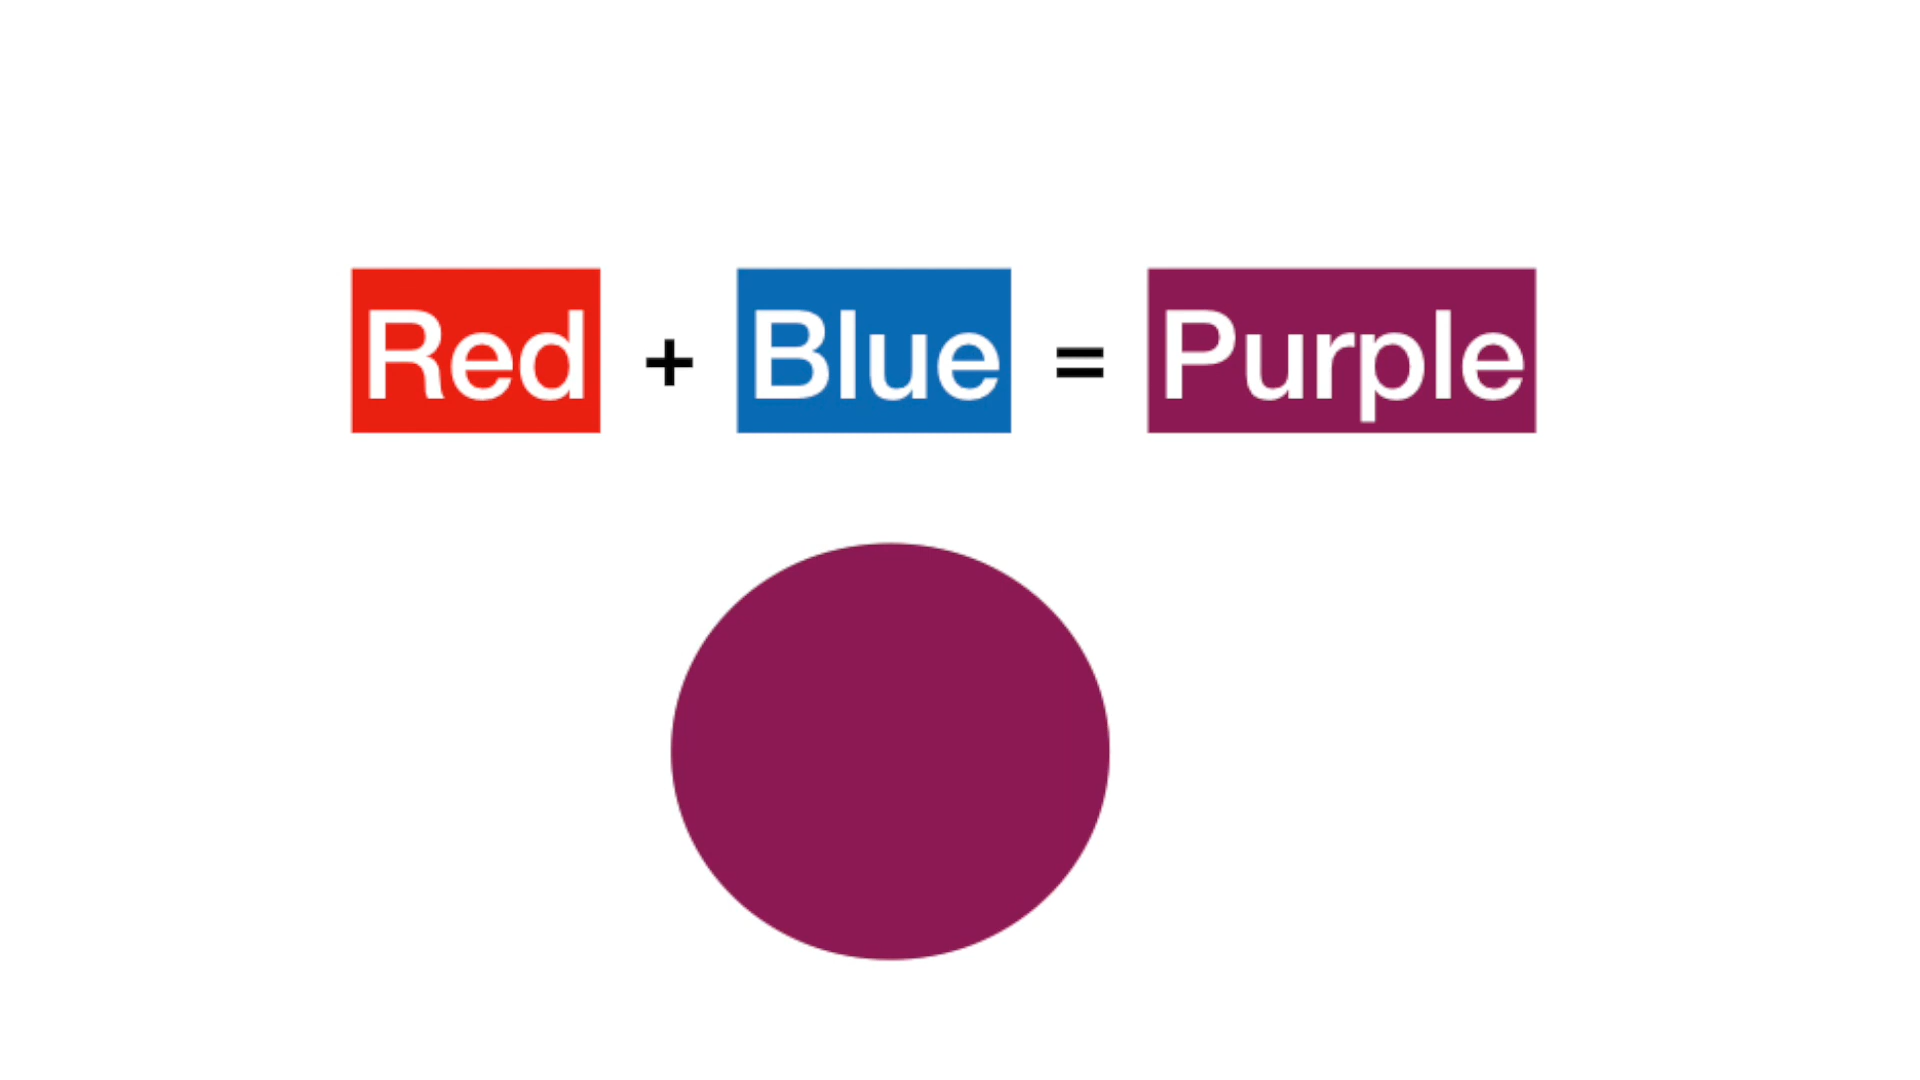 Red + Blue = Purple